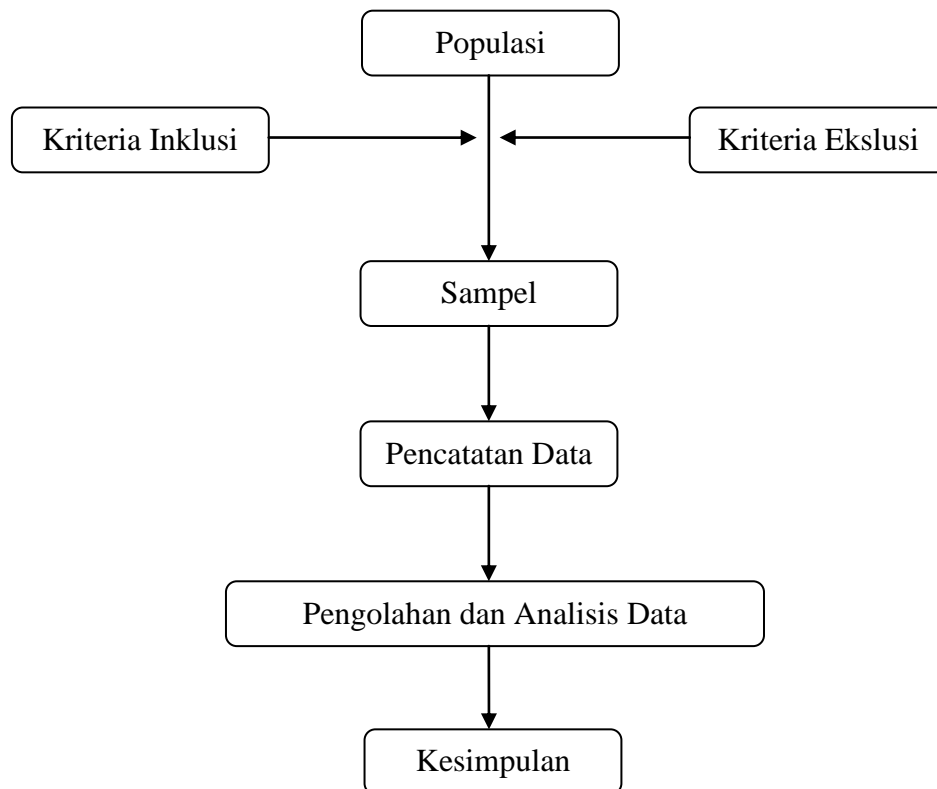 Populasi
Kriteria Inklusi
Kriteria Ekslusi
Sampel
Pencatatan Data
Pengolahan dan Analisis Data
Kesimpulan